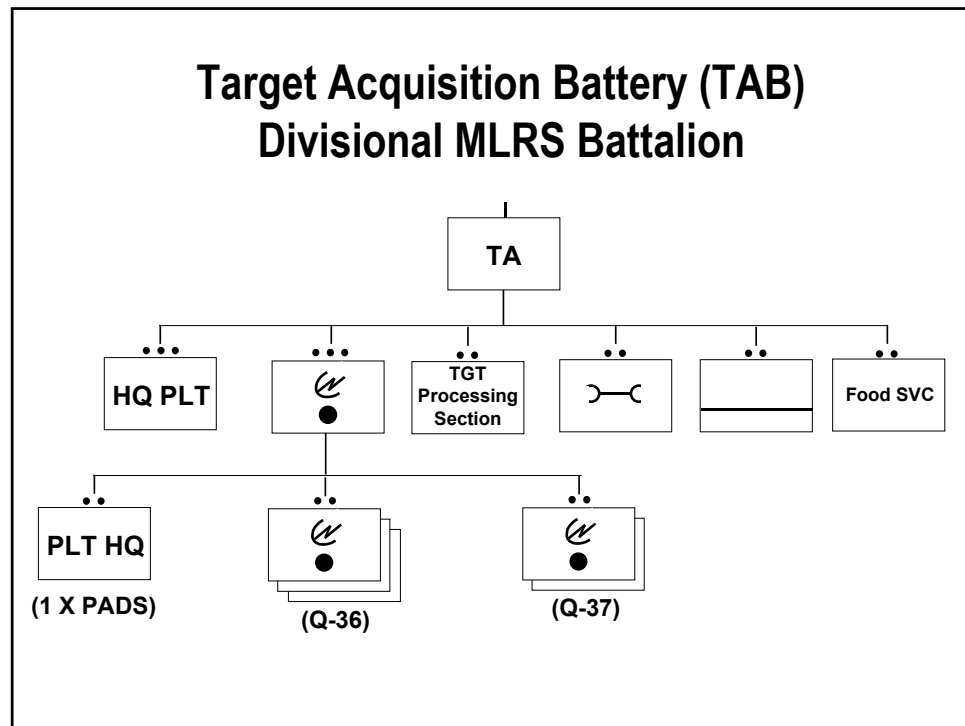 Target Acquisition Battery (TAB)
Divisional MLRS Battalion
TA
HQ PLT
TGT
Processing
Section
Food SVC
PLT HQ
(1 X PADS)
(Q-36)
(Q-37)